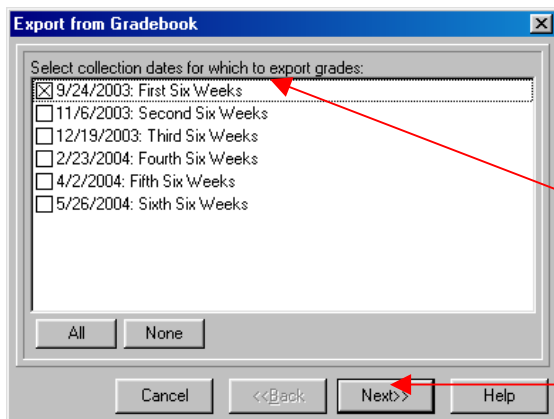 Export from Gradebook
Select collection dates for which to export grades:
9/24/2003: First Six Weeks
11/6/2003: Second Six Weeks
12/19/2003: Third Six Weeks
2/23/2004: Fourth Six Weeks
4/2/2004: Fifth Six Weeks
5/26/2004: Sixth Six Weeks
All None
Cancel <<Back Next>> Help